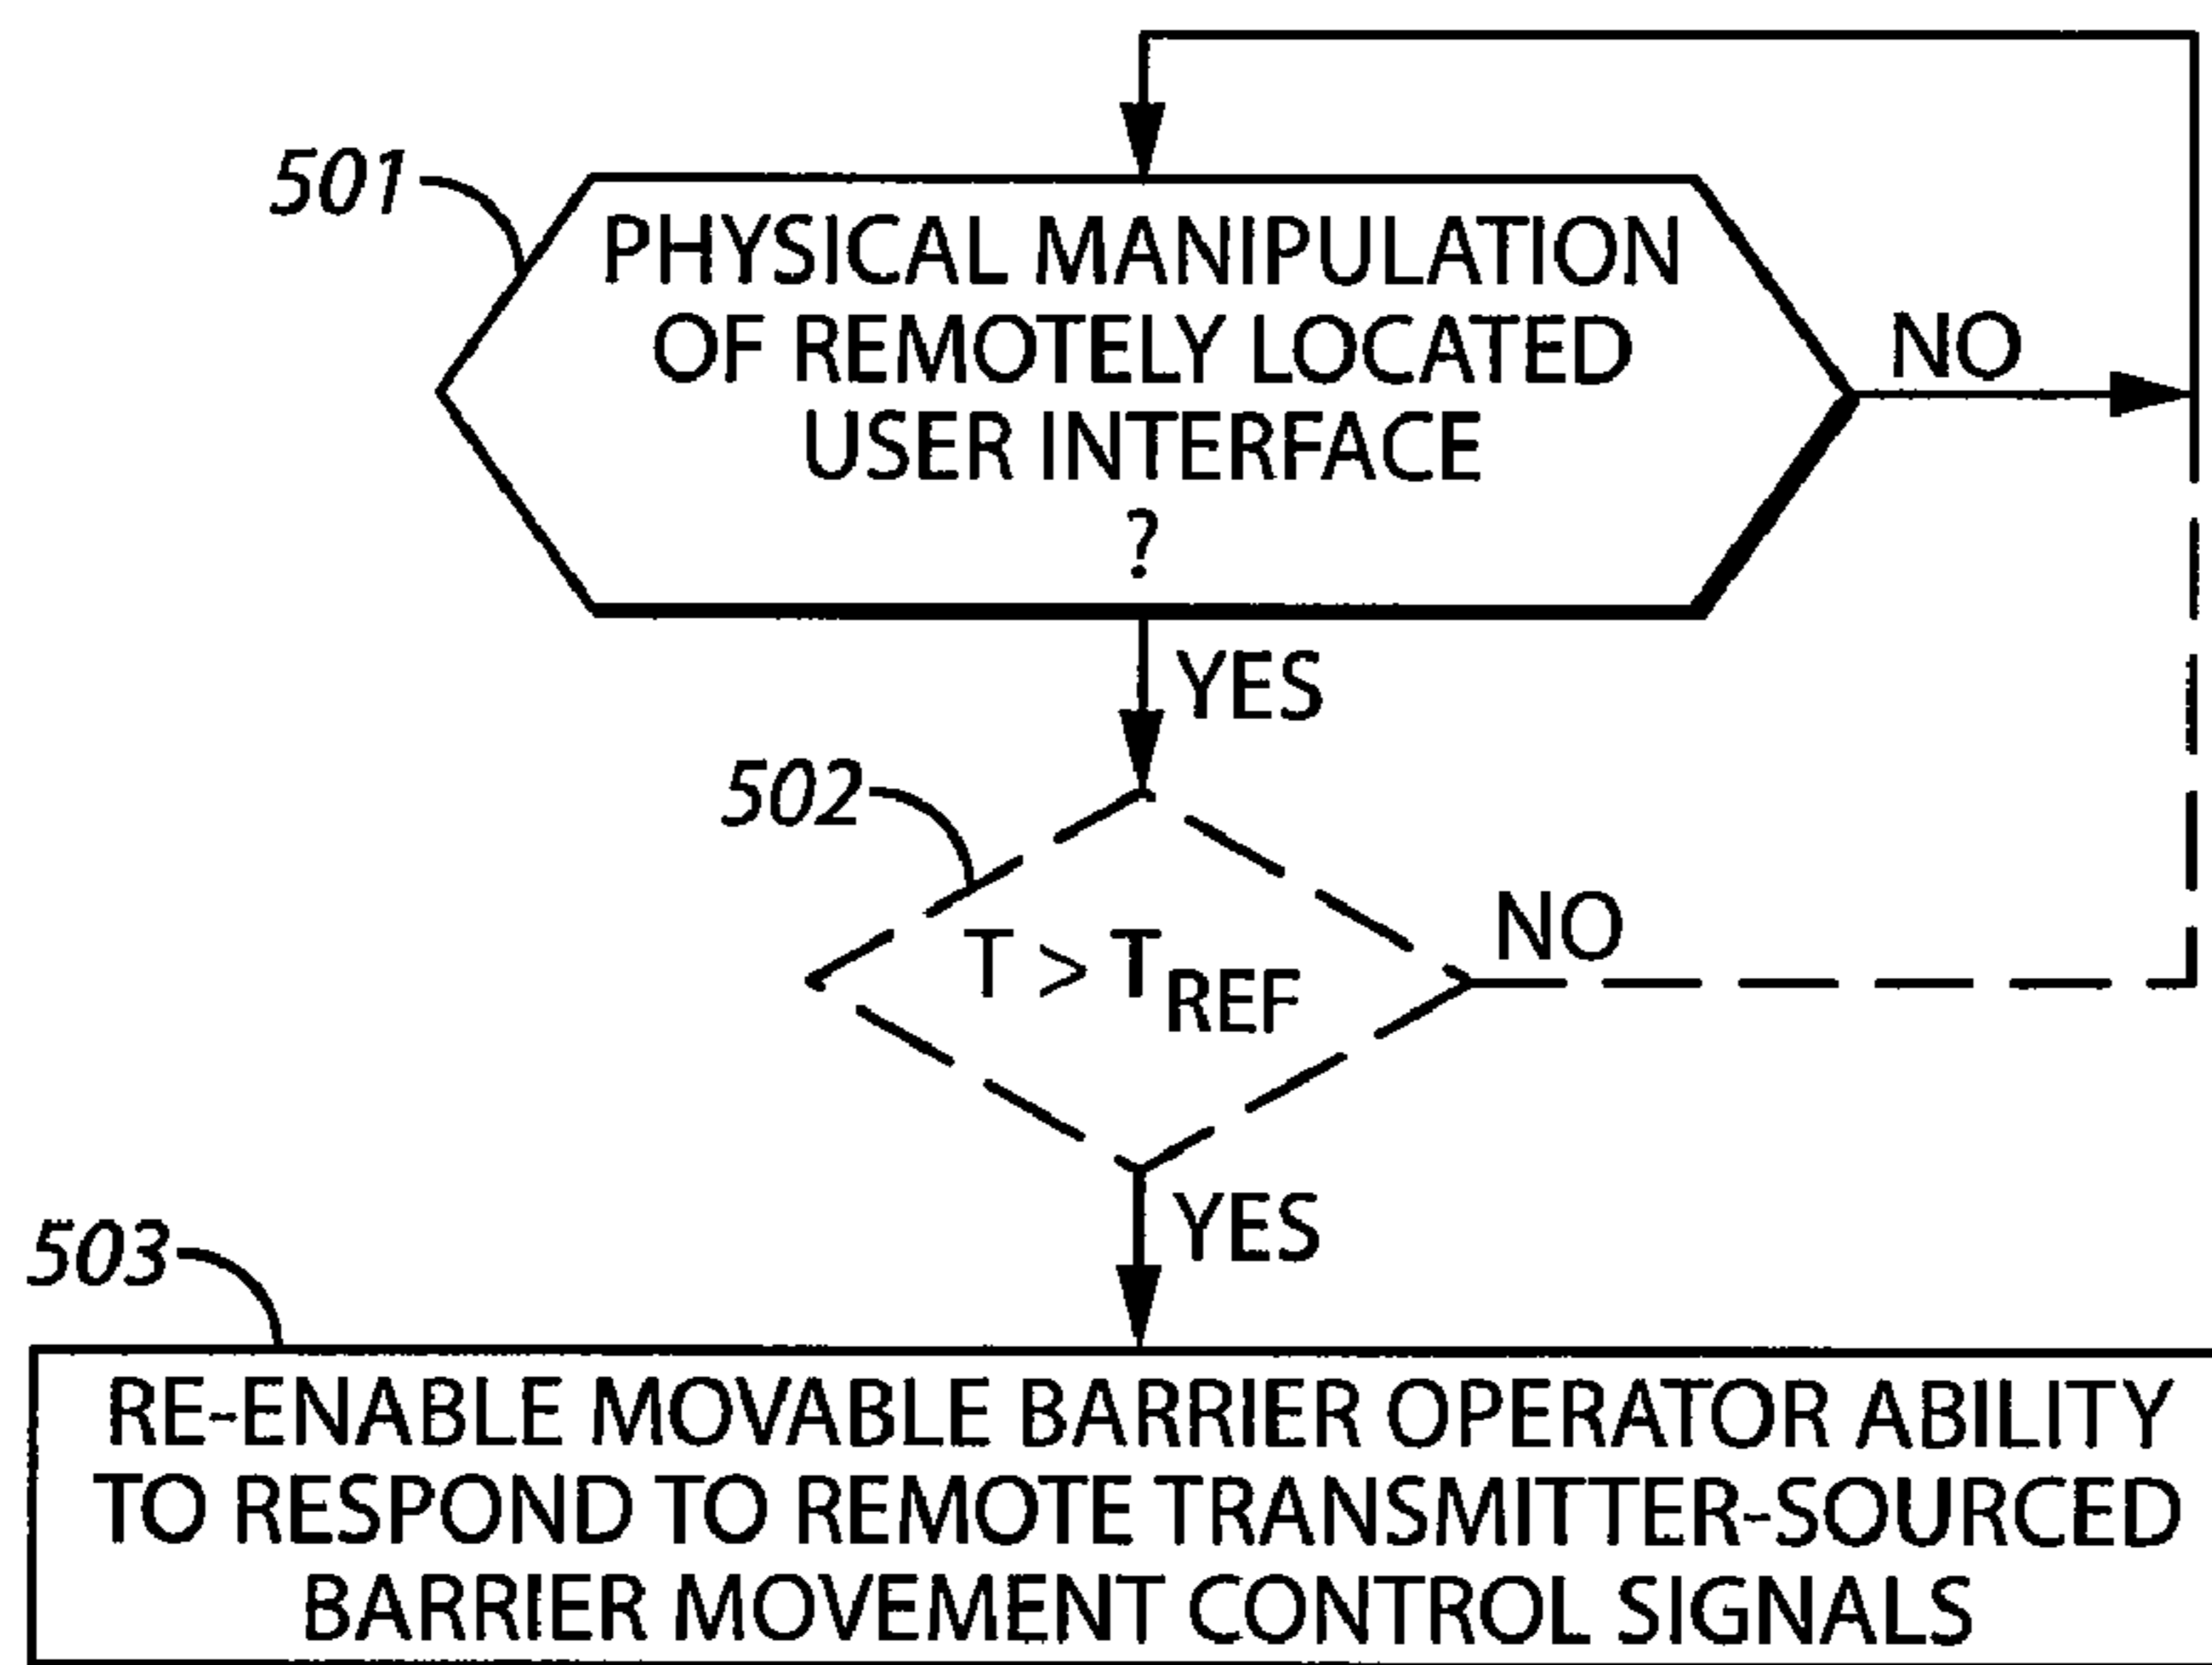 501
PHYSICAL MANIPULATION
OF REMOTELY LOCATED
USER INTERFACE
?
NO
YES
502
T > TREF
NO
YES
503
RE-ENABLE MOVABLE BARRIER OPERATOR ABILITY
TO RESPOND TO REMOTE TRANSMITTER-SOURCED
BARRIER MOVEMENT CONTROL SIGNALS